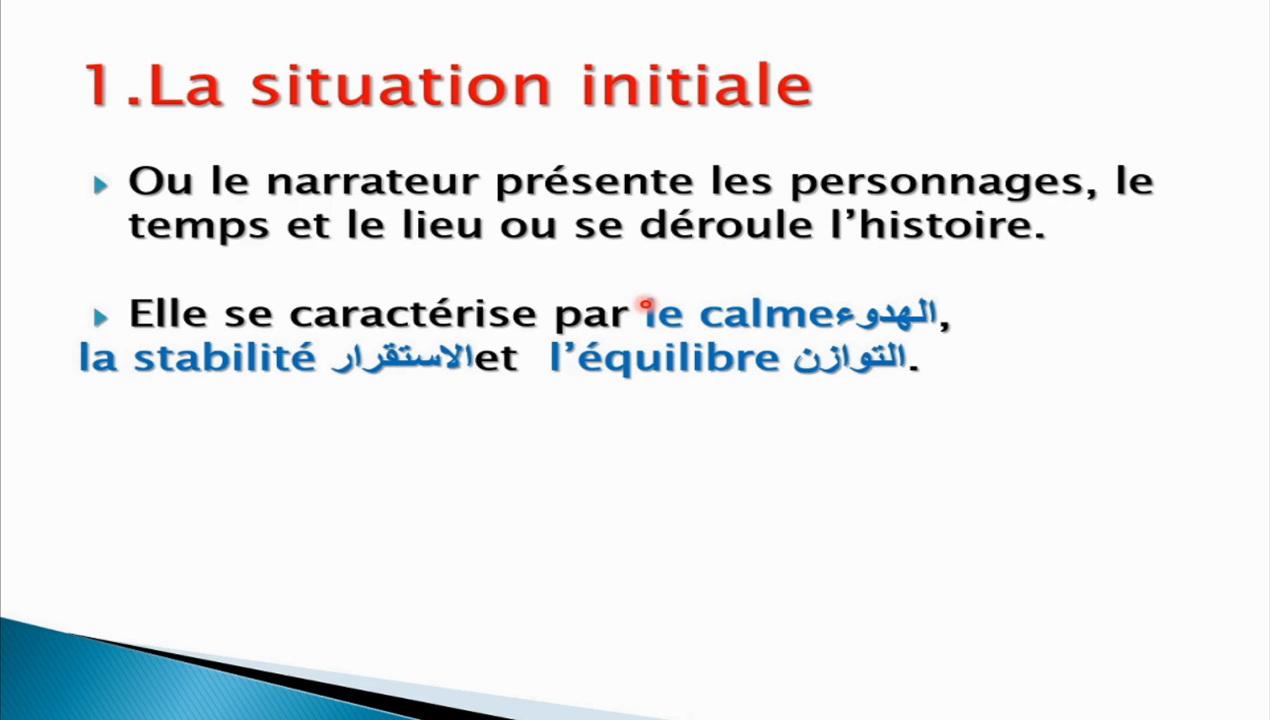 1.La situation initiale
Ou le narrateur présente les personnages, le
temps et le lieu ou se déroule l’histoire.
Elle se caractérise par le calmeالهدوء,
la stabilité الاستقرارet l’équilibre التوازن.